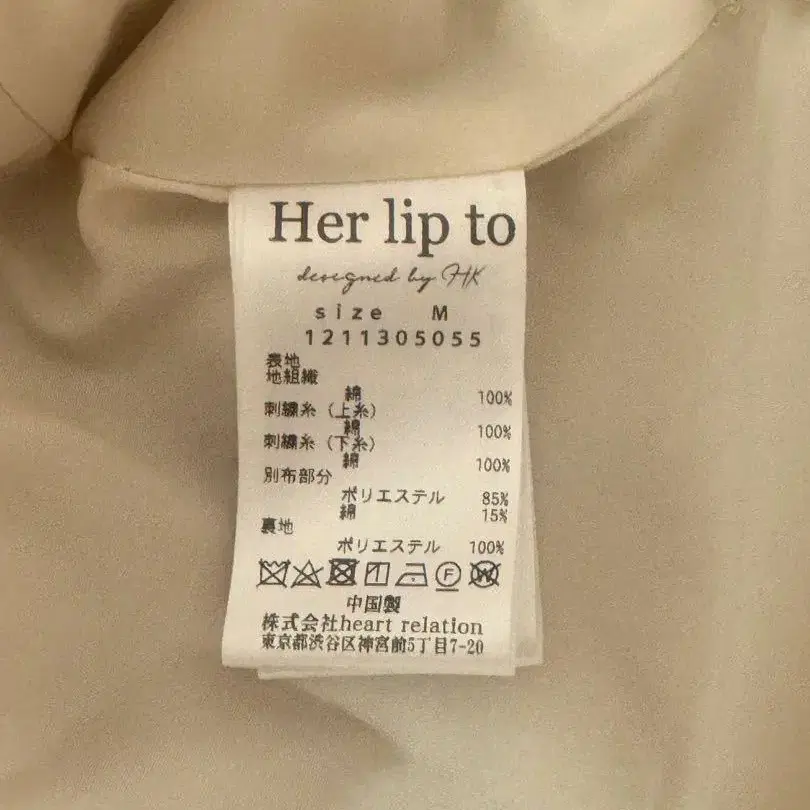 Her lip to
designed by HK
size M
1211305055
表地
地組織
綿 100%
刺繍糸（上糸）
綿 100%
刺繍糸（下糸）
綿 100%
別布部分
ポリエステル 85%
綿 15%
裏地
ポリエステル 100%
F W
中国製
株式会社heart relation
東京都渋谷区神宮前5丁目7-20